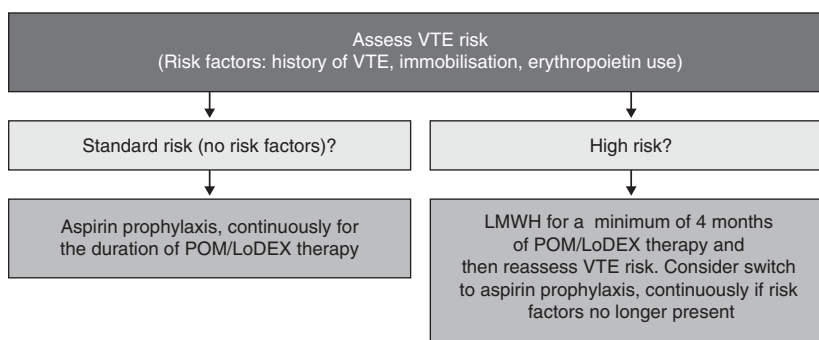 Assess VTE risk
(Risk factors: history of VTE, immobilisation, erythropoietin use)
Standard risk (no risk factors)?
High risk?
Aspirin prophylaxis, continuously for
the duration of POM/LoDEX therapy
LMWH for a minimum of 4 months
of POM/LoDEX therapy and
then reassess VTE risk. Consider switch
to aspirin prophylaxis, continuously if risk
factors no longer present